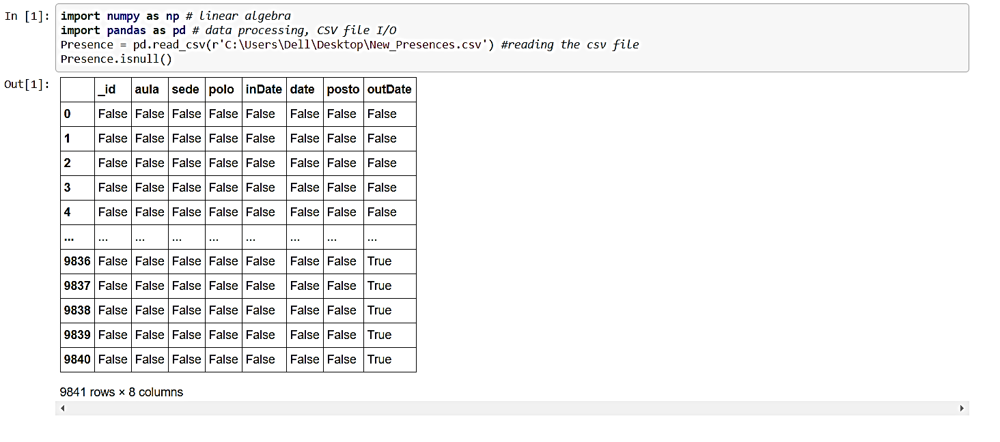 In [1]: import numpy as np # linear algebra
import pandas as pd # data processing, CSV file I/O
Presence = pd.read_csv(r'C:\Users\Dell\Desktop\New_Presences.csv') #reading the csv file
Presence.isnull()
Out[1]:
_id aula sede polo inDate date posto outDate
0 False False False False False False False False
1 False False False False False False False False
2 False False False False False False False False
3 False False False False False False False False
4 False False False False False False False False
... ... ... ... ... ... ... ... ...
9836 False False False False False False False True
9837 False False False False False False False True
9838 False False False False False False False True
9839 False False False False False False False True
9840 False False False False False False False True
9841 rows × 8 columns